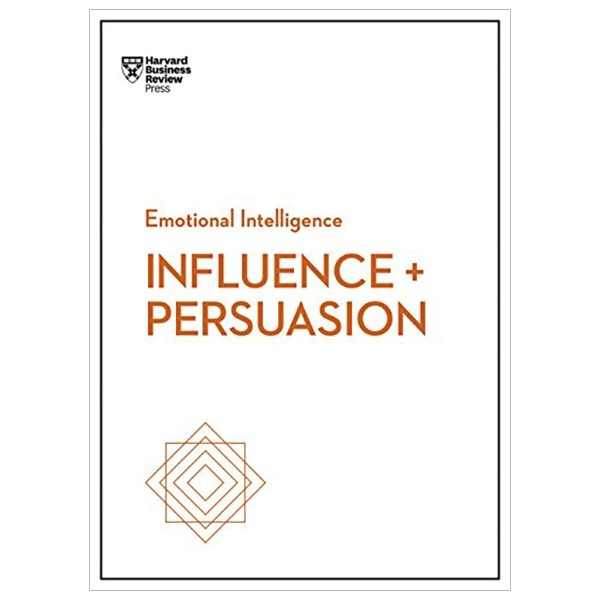 Harvard
Business
Review
Press
Emotional Intelligence
INFLUENCE +
PERSUASION